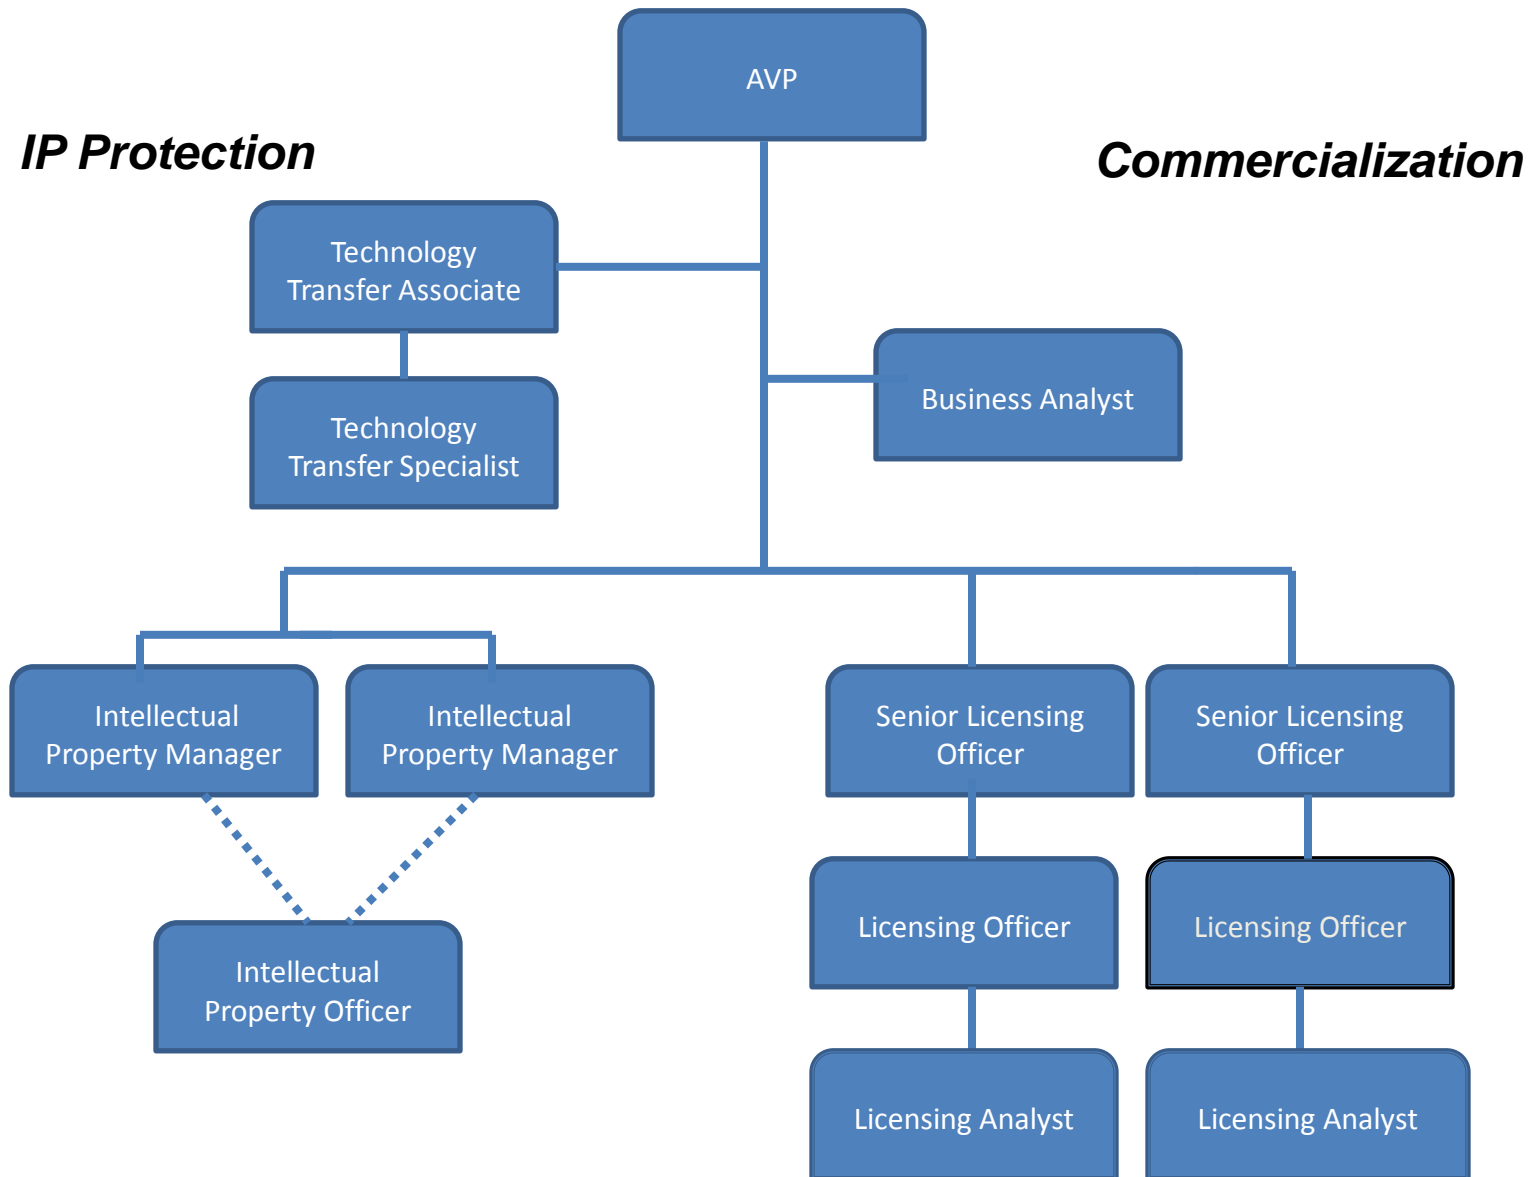 AVP
IP Protection
Commercialization
Technology
Transfer Associate
Business Analyst
Technology
Transfer Specialist
Intellectual
Property Manager
Intellectual
Property Manager
Senior Licensing
Officer
Senior Licensing
Officer
Licensing Officer
Licensing Officer
Intellectual
Property Officer
Licensing Analyst
Licensing Analyst